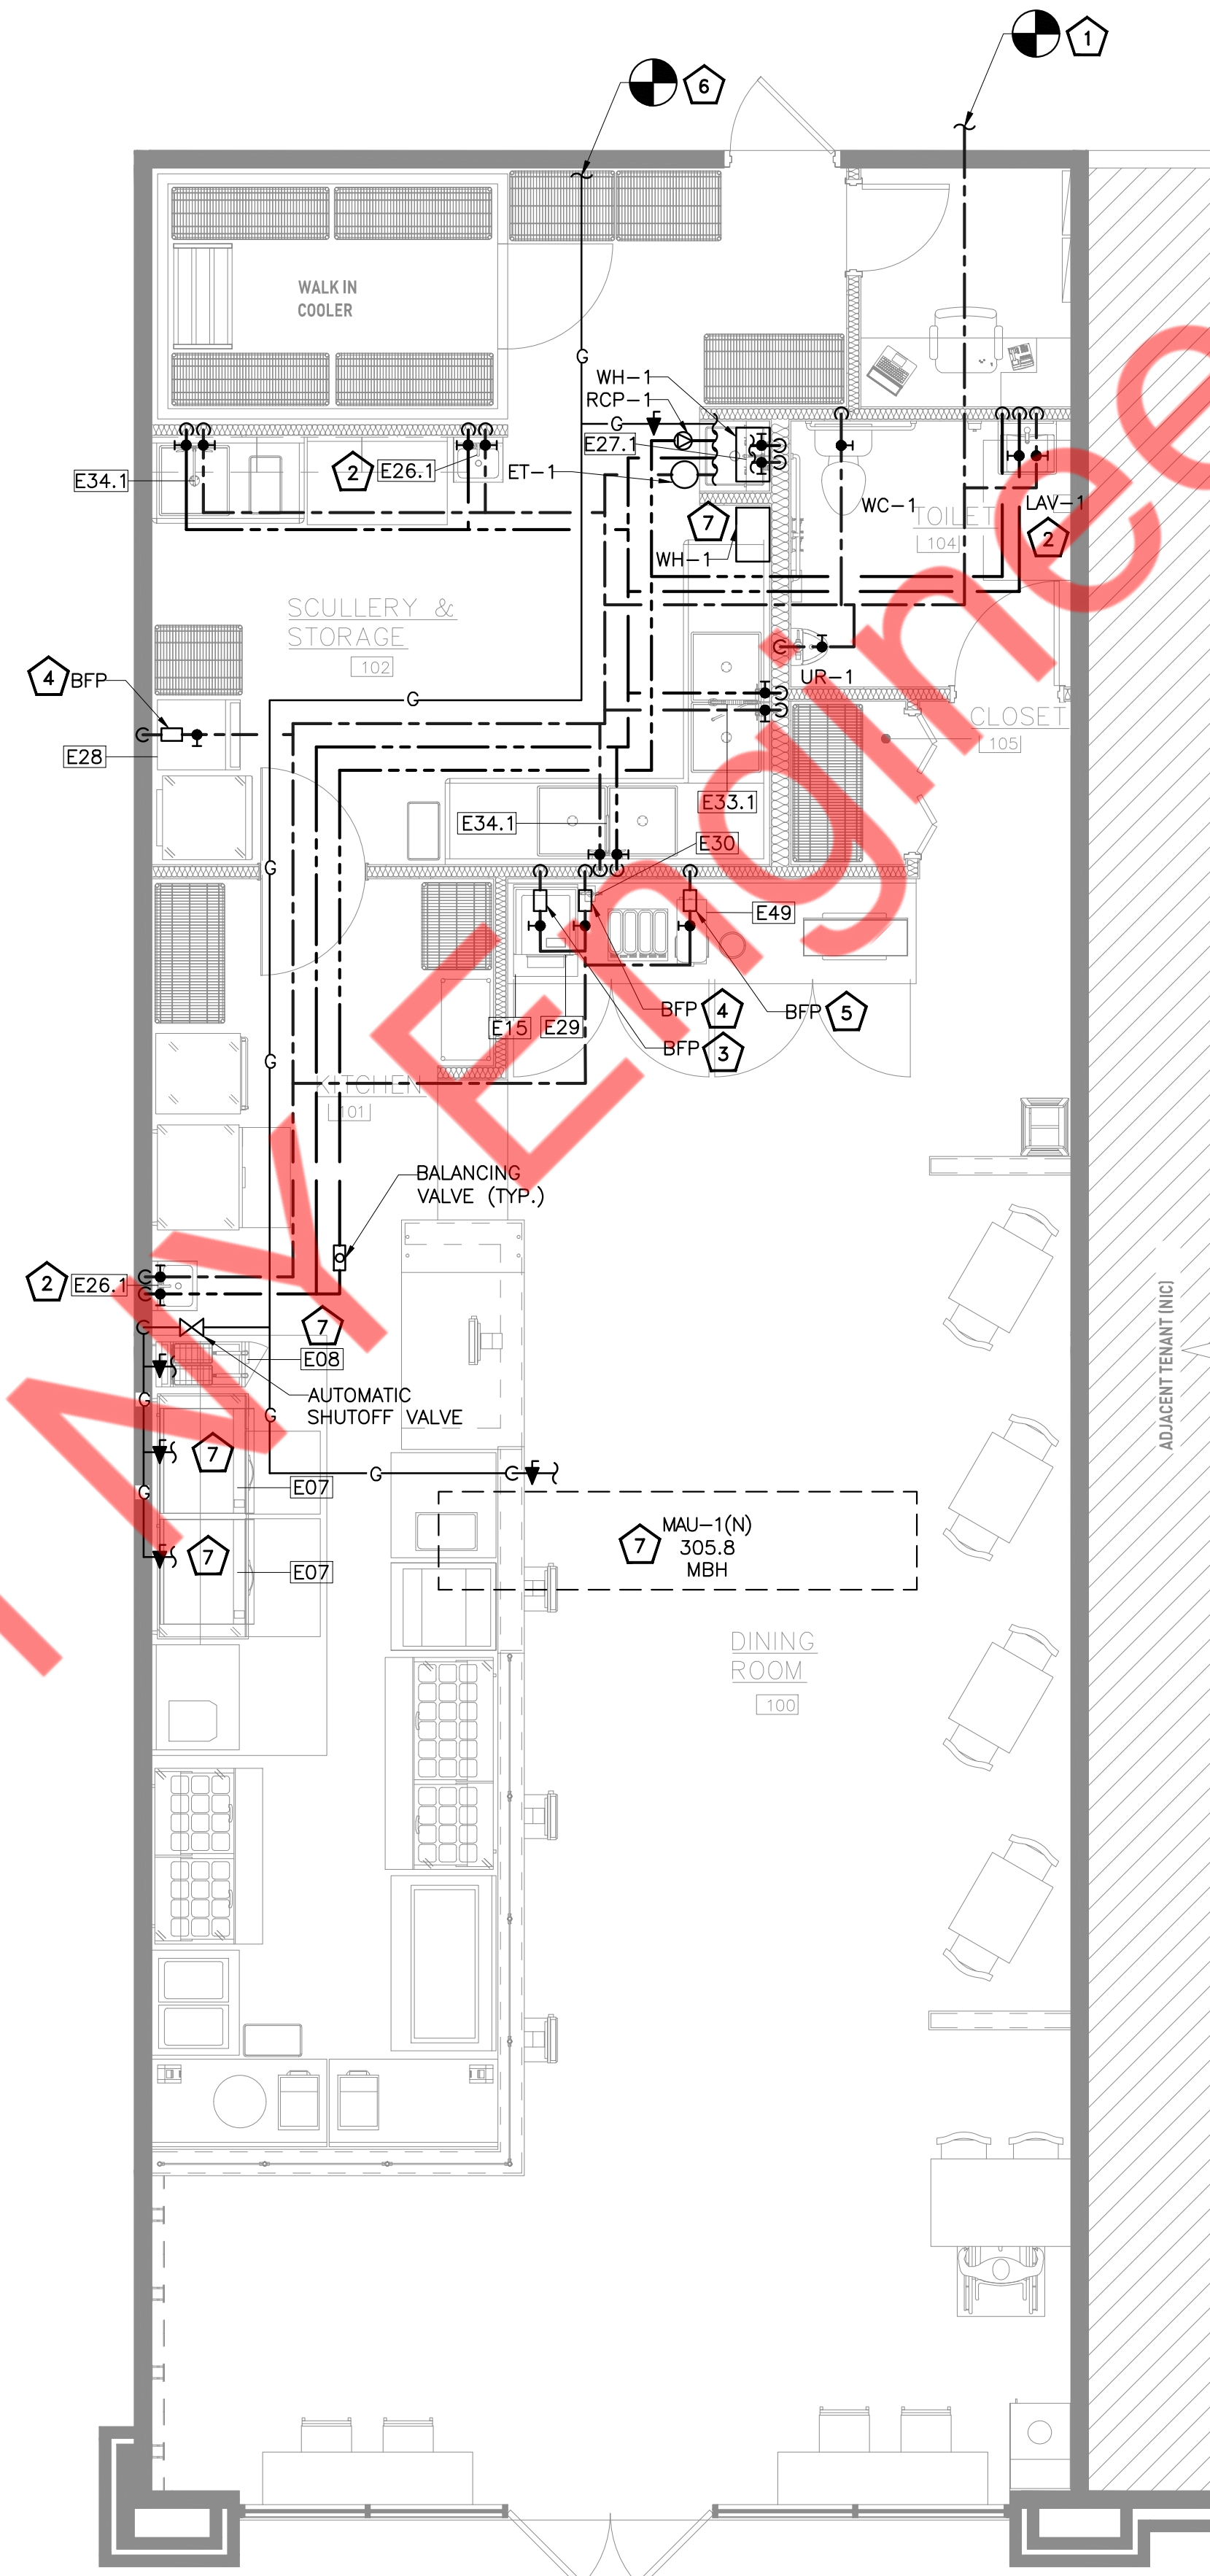 1
6
WALK IN
COOLER
G
WH-1
RCP-1
G
E27.1
E34.1
2
E26.1
ET-1
WC-1
LAV-1
TOILET
104
2
7
WH-1
SCULLERY &
STORAGE
102
4
BFP
G
UR-1
E28
CLOSET
105
E33.1
E34.1
E30
G
E49
E15
E29
BFP
4
BFP
5
BFP
3
G
KITCHEN
101
BALANCING
VALVE (TYP.)
2
E26.1
7
E08
AUTOMATIC
SHUTOFF VALVE
G
G
7
E07
G
G
7
E07
7
MAU-1(N)
305.8
MBH
DINING
ROOM
100
ADJACENT TENANT (NIC)
NY Enginee